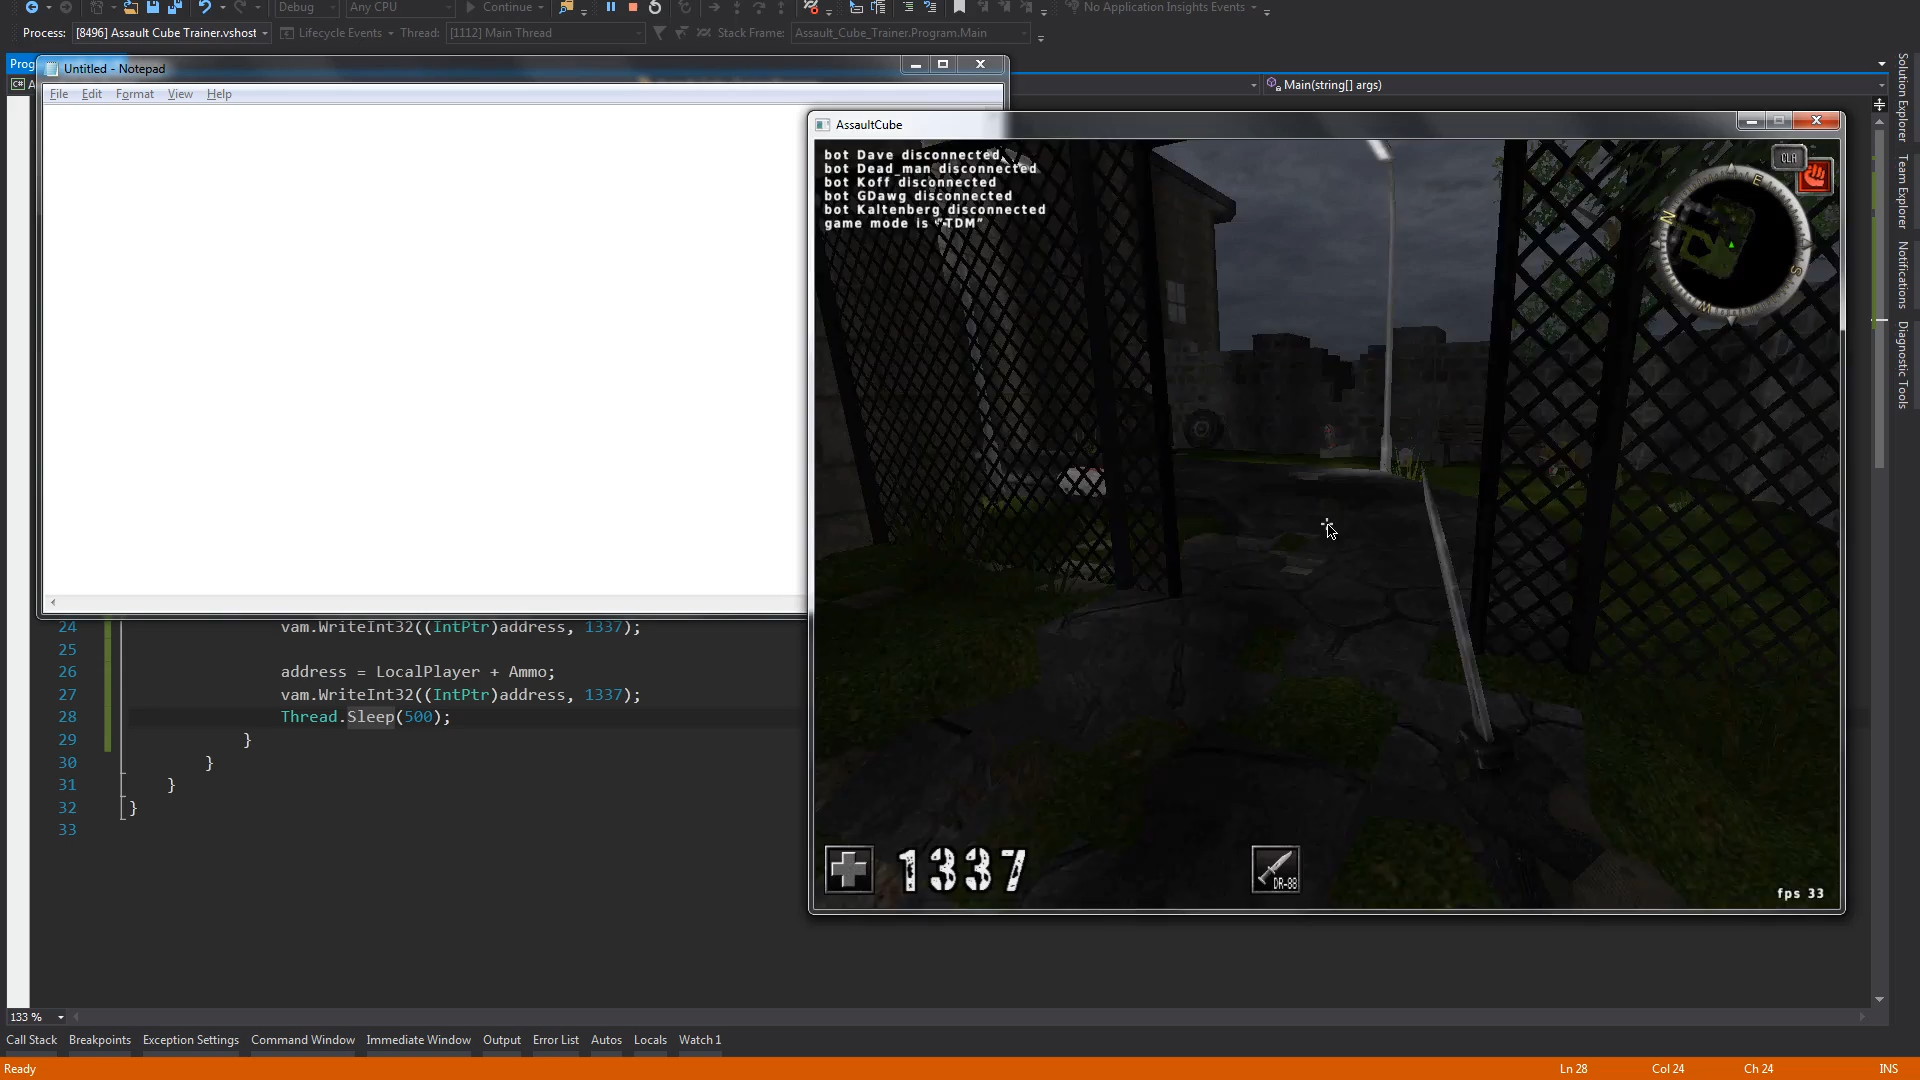 Debug
Any CPU
Continue
No Application Insights Events
Process:
[8496] Assault Cube Trainer.vshost
Lifecycle Events
Thread:
[1112] Main Thread
Stack Frame:
Assault_Cube_Trainer.Program.Main
Prog
Untitled - Notepad
C# A
Main(string[] args)
File Edit Format View Help
AssaultCube
bot Dave disconnected
bot Dead_man disconnected
bot Koff disconnected
bot GDawg disconnected
bot Kaltenberg disconnected
game mode is "TDM"
CLA
N
E
S
W
1337
DR-88
fps 33
24 vam.WriteInt32((IntPtr)address, 1337);
25
26 address = LocalPlayer + Ammo;
27 vam.WriteInt32((IntPtr)address, 1337);
28 Thread.Sleep(500);
29 }
30 }
31 }
32 }
33
133 %
Call Stack Breakpoints Exception Settings Command Window Immediate Window Output Error List Autos Locals Watch 1
Ready
Ln 28
Col 24
Ch 24
INS
Solution Explorer
Team Explorer
Notifications
Diagnostic Tools